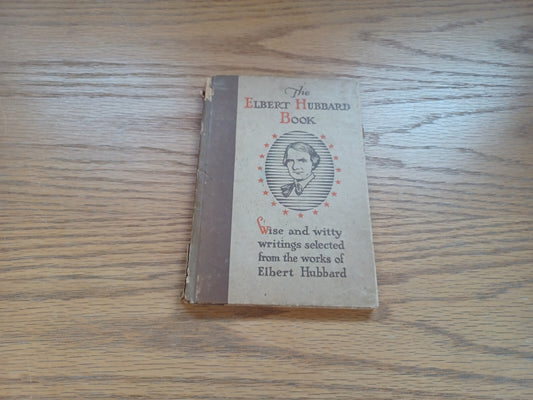 The
ELBERT HUBBARD
BOOK
Wise and witty
writings selected
from the works of
Elbert Hubbard